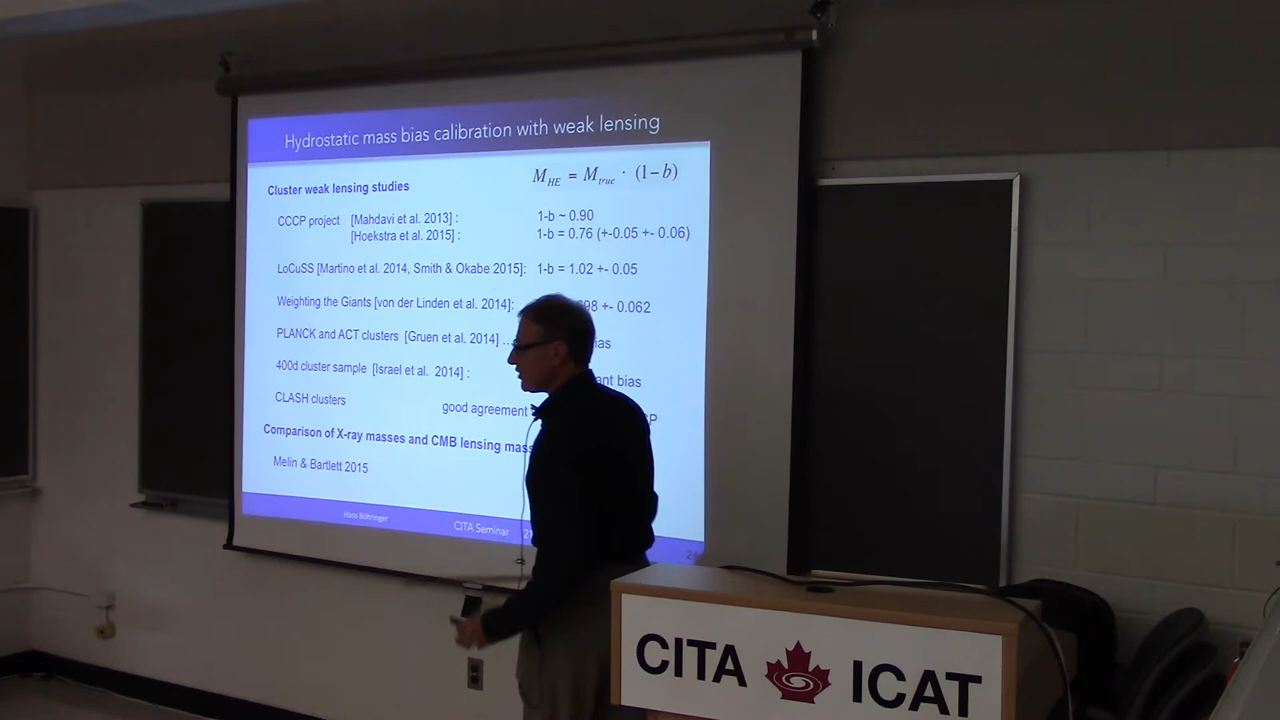 Hydrostatic mass bias calibration with weak lensing
M_HE = M_true · (1−b)
Cluster weak lensing studies
CCCP project [Mahdavi et al. 2013] : 1-b ~ 0.90
[Hoekstra et al. 2015] : 1-b = 0.76 (+-0.05 +- 0.06)
LoCuSS [Martino et al. 2014, Smith & Okabe 2015]: 1-b = 1.02 +- 0.05
Weighting the Giants [von der Linden et al. 2014]: 98 +- 0.062
PLANCK and ACT clusters [Gruen et al. 2014] ... ias
400d cluster sample [Israel et al. 2014] : ant bias
CLASH clusters good agreement
Comparison of X-ray masses and CMB lensing mass
Melin & Bartlett 2015
Hans Böhringer CITA Seminar
CITA ICAT